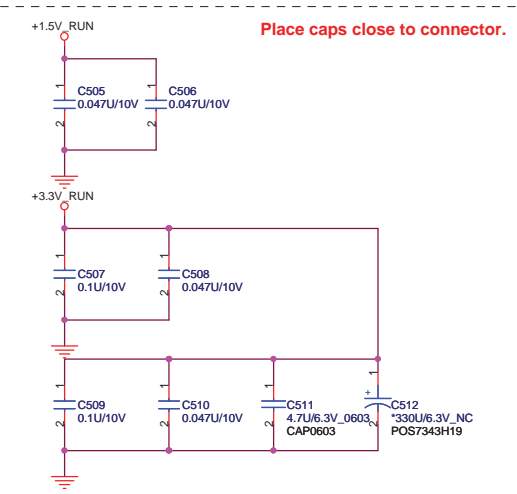 +1.5V_RUN
Place caps close to connector.
1
C505
0.047U/10V
2
1
C506
0.047U/10V
2
+3.3V_RUN
1
C507
0.1U/10V
2
1
C508
0.047U/10V
2
1
C509
0.1U/10V
2
1
C510
0.047U/10V
2
1
C511
4.7U/6.3V_0603
CAP0603
2
1
+
C512
*330U/6.3V_NC
POS7343H19
2